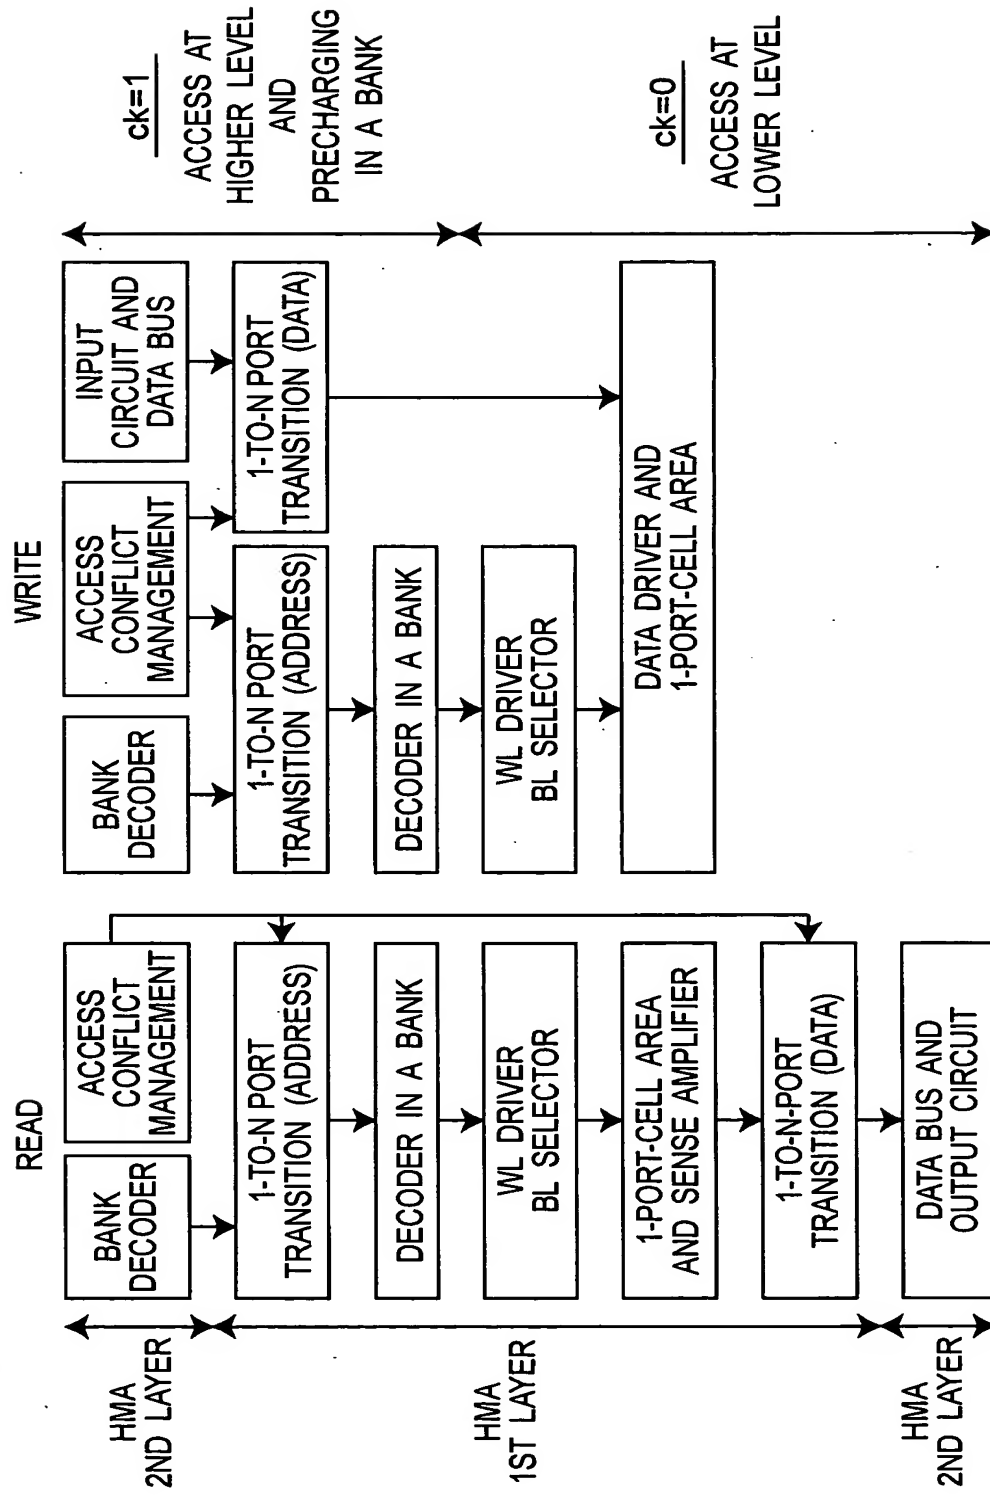 READ
WRITE
HMA
2ND LAYER
BANK
DECODER
ACCESS
CONFLICT
MANAGEMENT
BANK
DECODER
ACCESS
CONFLICT
MANAGEMENT
INPUT
CIRCUIT AND
DATA BUS
ck=1
ACCESS AT
HIGHER LEVEL
AND
PRECHARGING
IN A BANK
HMA
1ST LAYER
1-TO-N PORT
TRANSITION (ADDRESS)
1-TO-N PORT
TRANSITION (ADDRESS)
1-TO-N PORT
TRANSITION (DATA)
DECODER IN A BANK
DECODER IN A BANK
WL DRIVER
BL SELECTOR
WL DRIVER
BL SELECTOR
ck=0
ACCESS AT
LOWER LEVEL
1-PORT-CELL AREA
AND SENSE AMPLIFIER
DATA DRIVER AND
1-PORT-CELL AREA
1-TO-N-PORT
TRANSITION (DATA)
HMA
2ND LAYER
DATA BUS AND
OUTPUT CIRCUIT